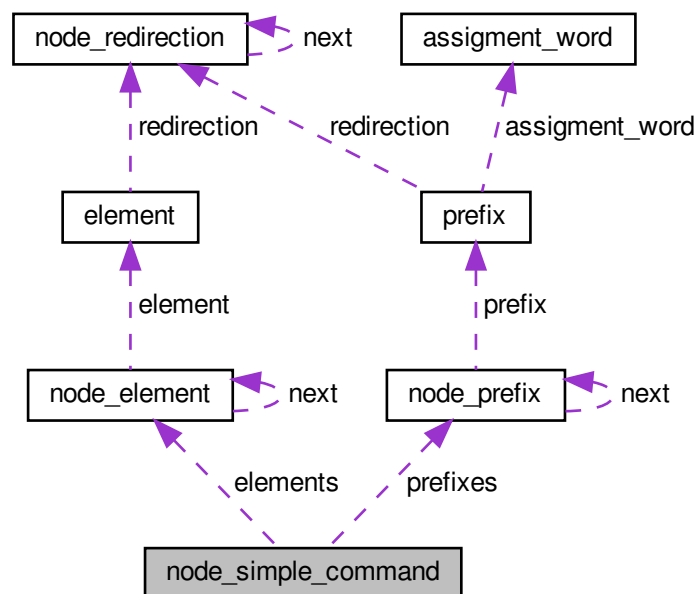 node_redirection
next
assigment_word
redirection
redirection
assigment_word
element
prefix
element
prefix
node_element
next
node_prefix
next
elements
prefixes
node_simple_command